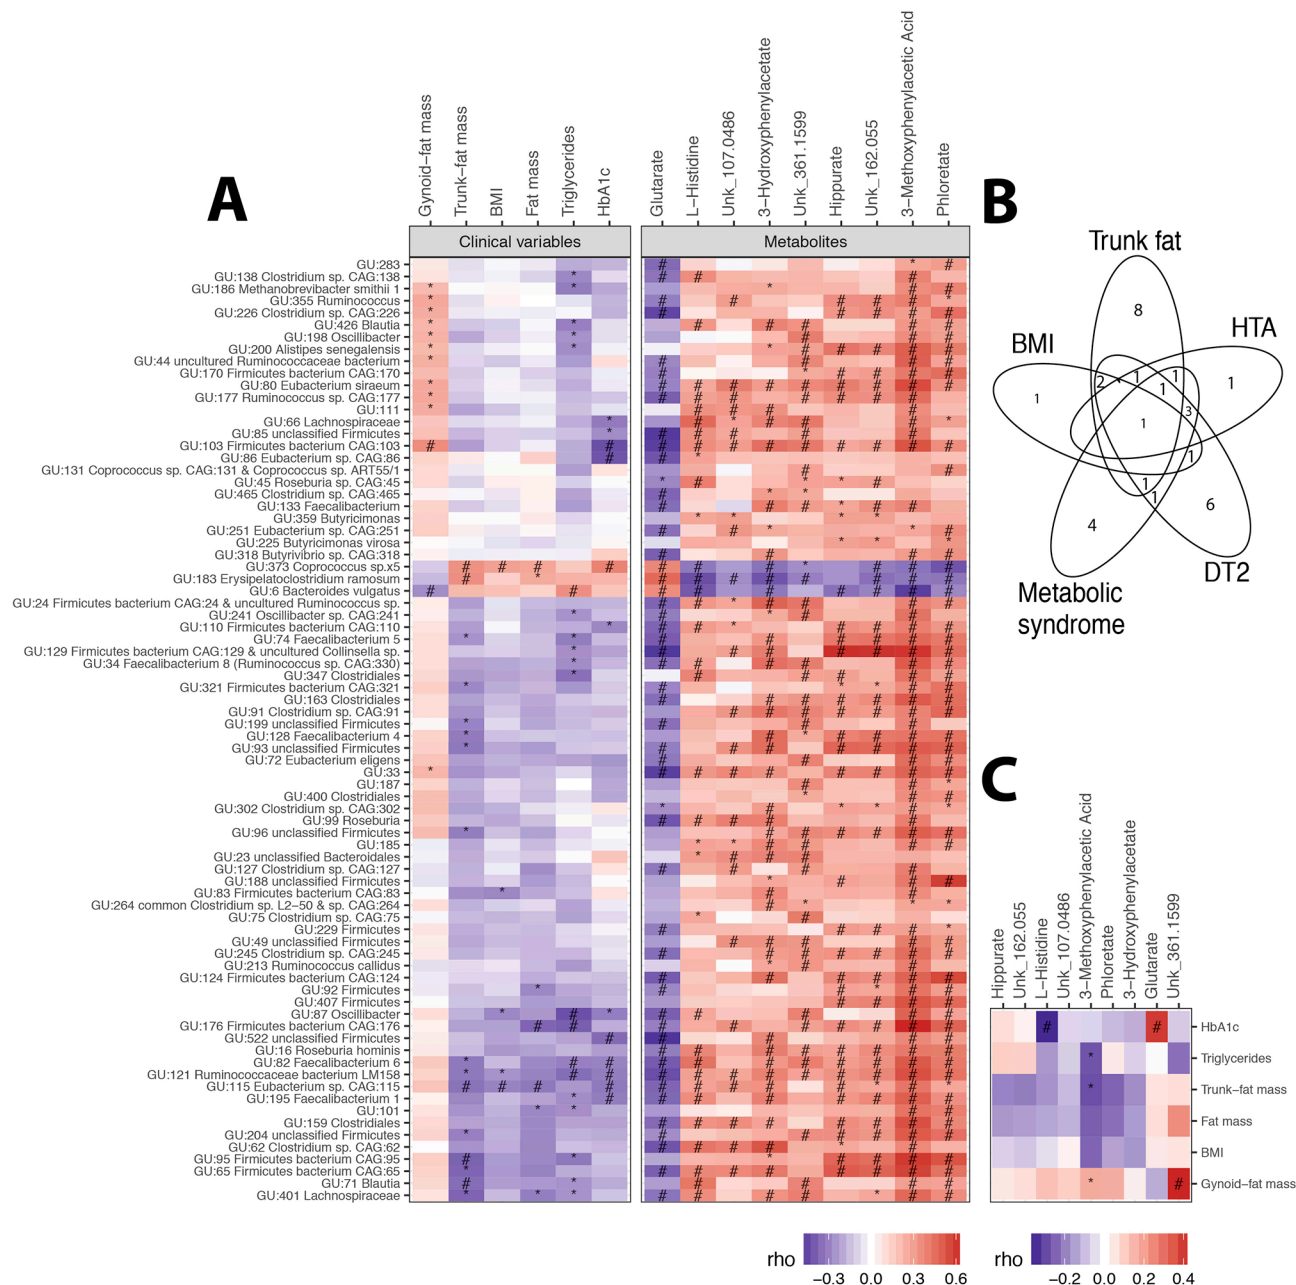 A
Gynoid−fat mass
Trunk−fat mass
BMI
Fat mass
Triglycerides
HbA1c
Glutarate
L−Histidine
Unk_107.0486
3−Hydroxyphenylacetate
Unk_361.1599
Hippurate
Unk_162.055
3−Methoxyphenylacetic Acid
Phloretate
Clinical variables
Metabolites
GU:283
GU:138 Clostridium sp. CAG:138
GU:186 Methanobrevibacter smithii 1
GU:355 Ruminococcus
GU:226 Clostridium sp. CAG:226
GU:426 Blautia
GU:198 Oscillibacter
GU:200 Alistipes senegalensis
GU:44 uncultured Ruminococcaceae bacterium
GU:170 Firmicutes bacterium CAG:170
GU:80 Eubacterium siraeum
GU:177 Ruminococcus sp. CAG:177
GU:111
GU:66 Lachnospiraceae
GU:85 unclassified Firmicutes
GU:103 Firmicutes bacterium CAG:103
GU:86 Eubacterium sp. CAG:86
GU:131 Coprococcus sp. CAG:131 & Coprococcus sp. ART55/1
GU:45 Roseburia sp. CAG:45
GU:465 Clostridium sp. CAG:465
GU:133 Faecalibacterium
GU:359 Butyricimonas
GU:251 Eubacterium sp. CAG:251
GU:225 Butyricimonas virosa
GU:318 Butyrivibrio sp. CAG:318
GU:373 Coprococcus sp.x5
GU:183 Erysipelatoclostridium ramosum
GU:6 Bacteroides vulgatus
GU:24 Firmicutes bacterium CAG:24 & uncultured Ruminococcus sp.
GU:241 Oscillibacter sp. CAG:241
GU:110 Firmicutes bacterium CAG:110
GU:74 Faecalibacterium 5
GU:129 Firmicutes bacterium CAG:129 & uncultured Collinsella sp.
GU:34 Faecalibacterium 8 (Ruminococcus sp. CAG:330)
GU:347 Clostridiales
GU:321 Firmicutes bacterium CAG:321
GU:163 Clostridiales
GU:91 Clostridium sp. CAG:91
GU:199 unclassified Firmicutes
GU:128 Faecalibacterium 4
GU:93 unclassified Firmicutes
GU:72 Eubacterium eligens
GU:33
GU:187
GU:400 Clostridiales
GU:302 Clostridium sp. CAG:302
GU:99 Roseburia
GU:96 unclassified Firmicutes
GU:185
GU:23 unclassified Bacteroidales
GU:127 Clostridium sp. CAG:127
GU:188 unclassified Firmicutes
GU:83 Firmicutes bacterium CAG:83
GU:264 common Clostridium sp. L2−50 & sp. CAG:264
GU:75 Clostridium sp. CAG:75
GU:229 Firmicutes
GU:49 unclassified Firmicutes
GU:245 Clostridium sp. CAG:245
GU:213 Ruminococcus callidus
GU:124 Firmicutes bacterium CAG:124
GU:92 Firmicutes
GU:407 Firmicutes
GU:87 Oscillibacter
GU:176 Firmicutes bacterium CAG:176
GU:522 unclassified Firmicutes
GU:16 Roseburia hominis
GU:82 Faecalibacterium 6
GU:121 Ruminococcaceae bacterium LM158
GU:115 Eubacterium sp. CAG:115
GU:195 Faecalibacterium 1
GU:101
GU:159 Clostridiales
GU:204 unclassified Firmicutes
GU:62 Clostridium sp. CAG:62
GU:95 Firmicutes bacterium CAG:95
GU:65 Firmicutes bacterium CAG:65
GU:71 Blautia
GU:401 Lachnospiraceae
rho
−0.3 0.0 0.3 0.6
B
Trunk fat
HTA
BMI
DT2
Metabolic
syndrome
8
1
1
2
1
1
1
3
1
1
1
1
6
4
C
Hippurate
Unk_162.055
L−Histidine
Unk_107.0486
3−Methoxyphenylacetic Acid
Phloretate
3−Hydroxyphenylacetate
Glutarate
Unk_361.1599
HbA1c
Triglycerides
Trunk−fat mass
Fat mass
BMI
Gynoid−fat mass
rho
−0.2 0.0 0.2 0.4